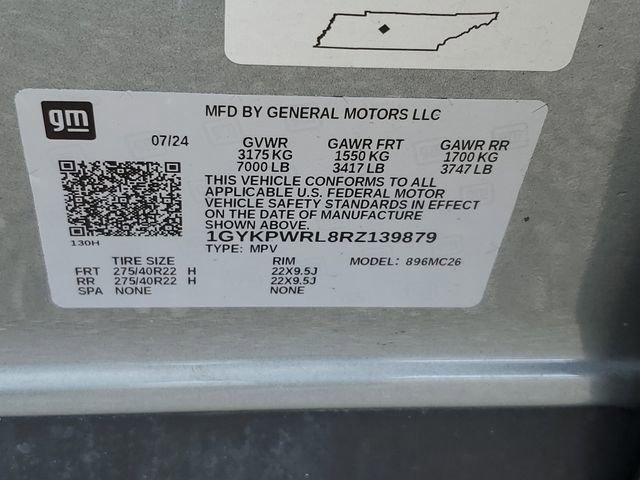 gm
MFD BY GENERAL MOTORS LLC
07/24 GVWR GAWR FRT GAWR RR
3175 KG 1550 KG 1700 KG
7000 LB 3417 LB 3747 LB
THIS VEHICLE CONFORMS TO ALL
APPLICABLE U.S. FEDERAL MOTOR
VEHICLE SAFETY STANDARDS IN EFFECT
ON THE DATE OF MANUFACTURE
SHOWN ABOVE.
130H
1GYKPWRL8RZ139879
TYPE: MPV MODEL: 896MC26
TIRE SIZE RIM
FRT 275/40R22 H 22X9.5J
RR 275/40R22 H 22X9.5J
SPA NONE NONE